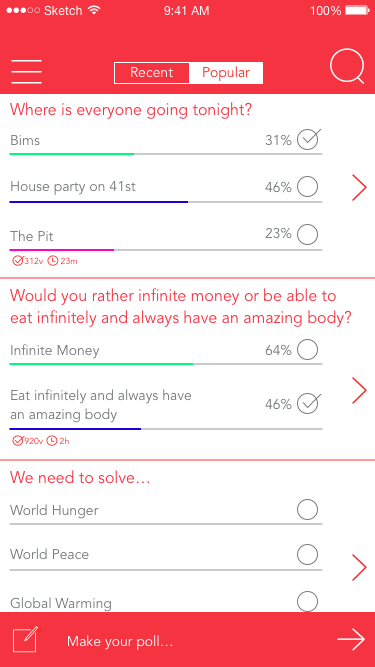 Sketch 9:41 AM 100%
Recent Popular
Where is everyone going tonight?
Bims 31%
House party on 41st 46%
The Pit 23%
312v 23m
Would you rather infinite money or be able to
eat infinitely and always have an amazing body?
Infinite Money 64%
Eat infinitely and always have
an amazing body 46%
920v 2h
We need to solve...
World Hunger
World Peace
Global Warming
Make your poll...